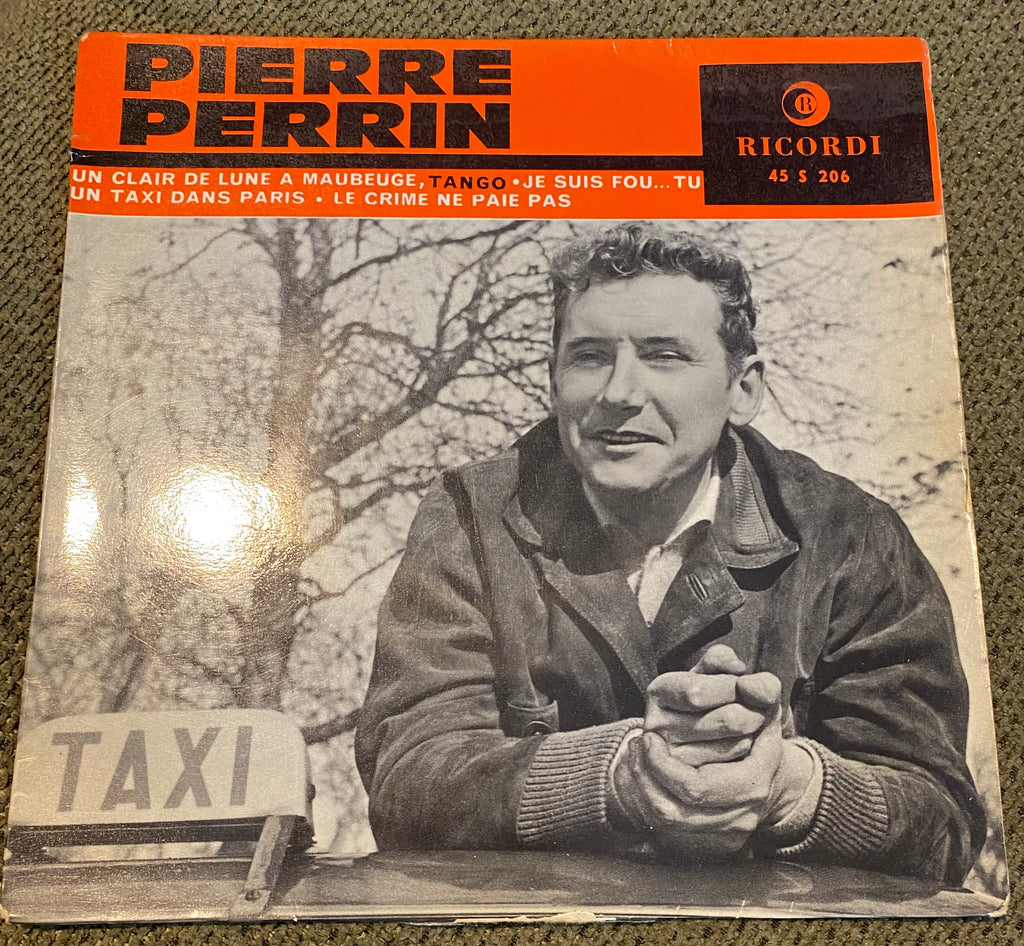 PIERRE
PERRIN
R
RICORDI
45 S 206
UN CLAIR DE LUNE A MAUBEUGE, TANGO • JE SUIS FOU... TU
UN TAXI DANS PARIS • LE CRIME NE PAIE PAS
TAXI